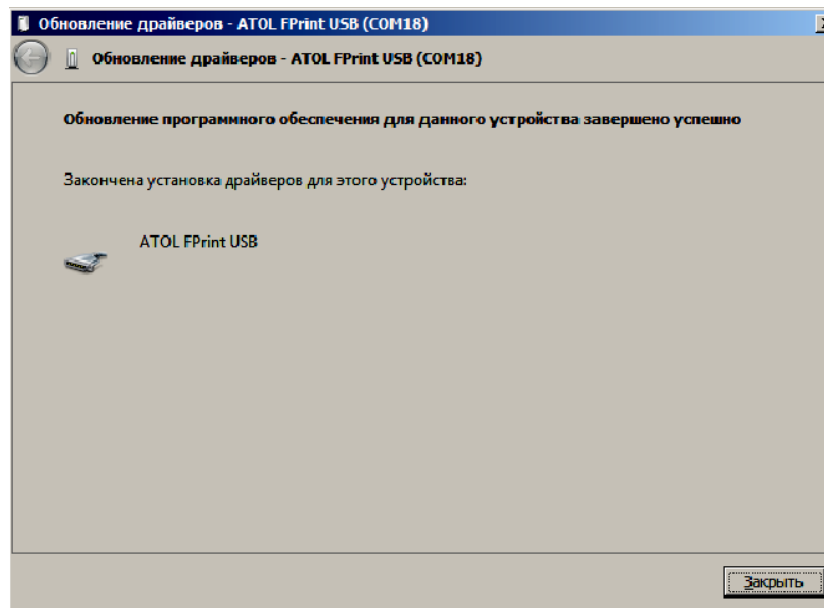 Обновление драйверов - ATOL FPrint USB (COM18)
Обновление драйверов - ATOL FPrint USB (COM18)
Обновление программного обеспечения для данного устройства завершено успешно
Закончена установка драйверов для этого устройства:
ATOL FPrint USB
Закрыть